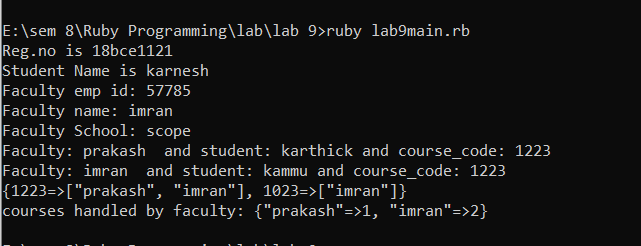 E:\sem 8\Ruby Programming\lab\lab 9>ruby lab9main.rb
Reg.no is 18bce1121
Student Name is karnesh
Faculty emp id: 57785
Faculty name: imran
Faculty School: scope
Faculty: prakash  and student: karthick and course_code: 1223
Faculty: imran  and student: kammu and course_code: 1223
{1223=>["prakash", "imran"], 1023=>["imran"]}
courses handled by faculty: {"prakash"=>1, "imran"=>2}